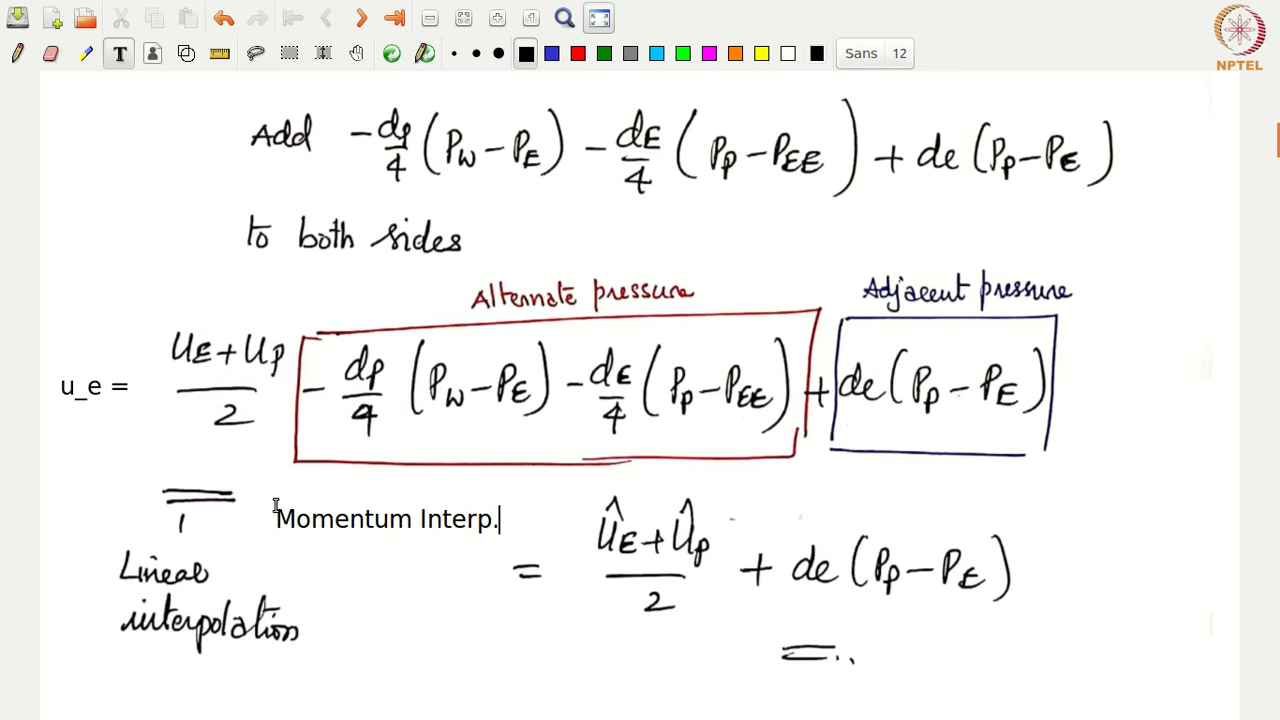 Sans 12
NPTEL
Add -dp/4 (Pw-PE) - dE/4 (Pp-PEE) + de (Pp-PE)
to both sides
Alternate pressure
Adjacent pressure
u_e = UE+Up/2 - dp/4 (Pw-PE) - dE/4 (Pp-PEE) + de(Pp-PE)
Momentum Interp.
Linear
interpolation
= ÛE+Ûp/2 + de (Pp-PE)